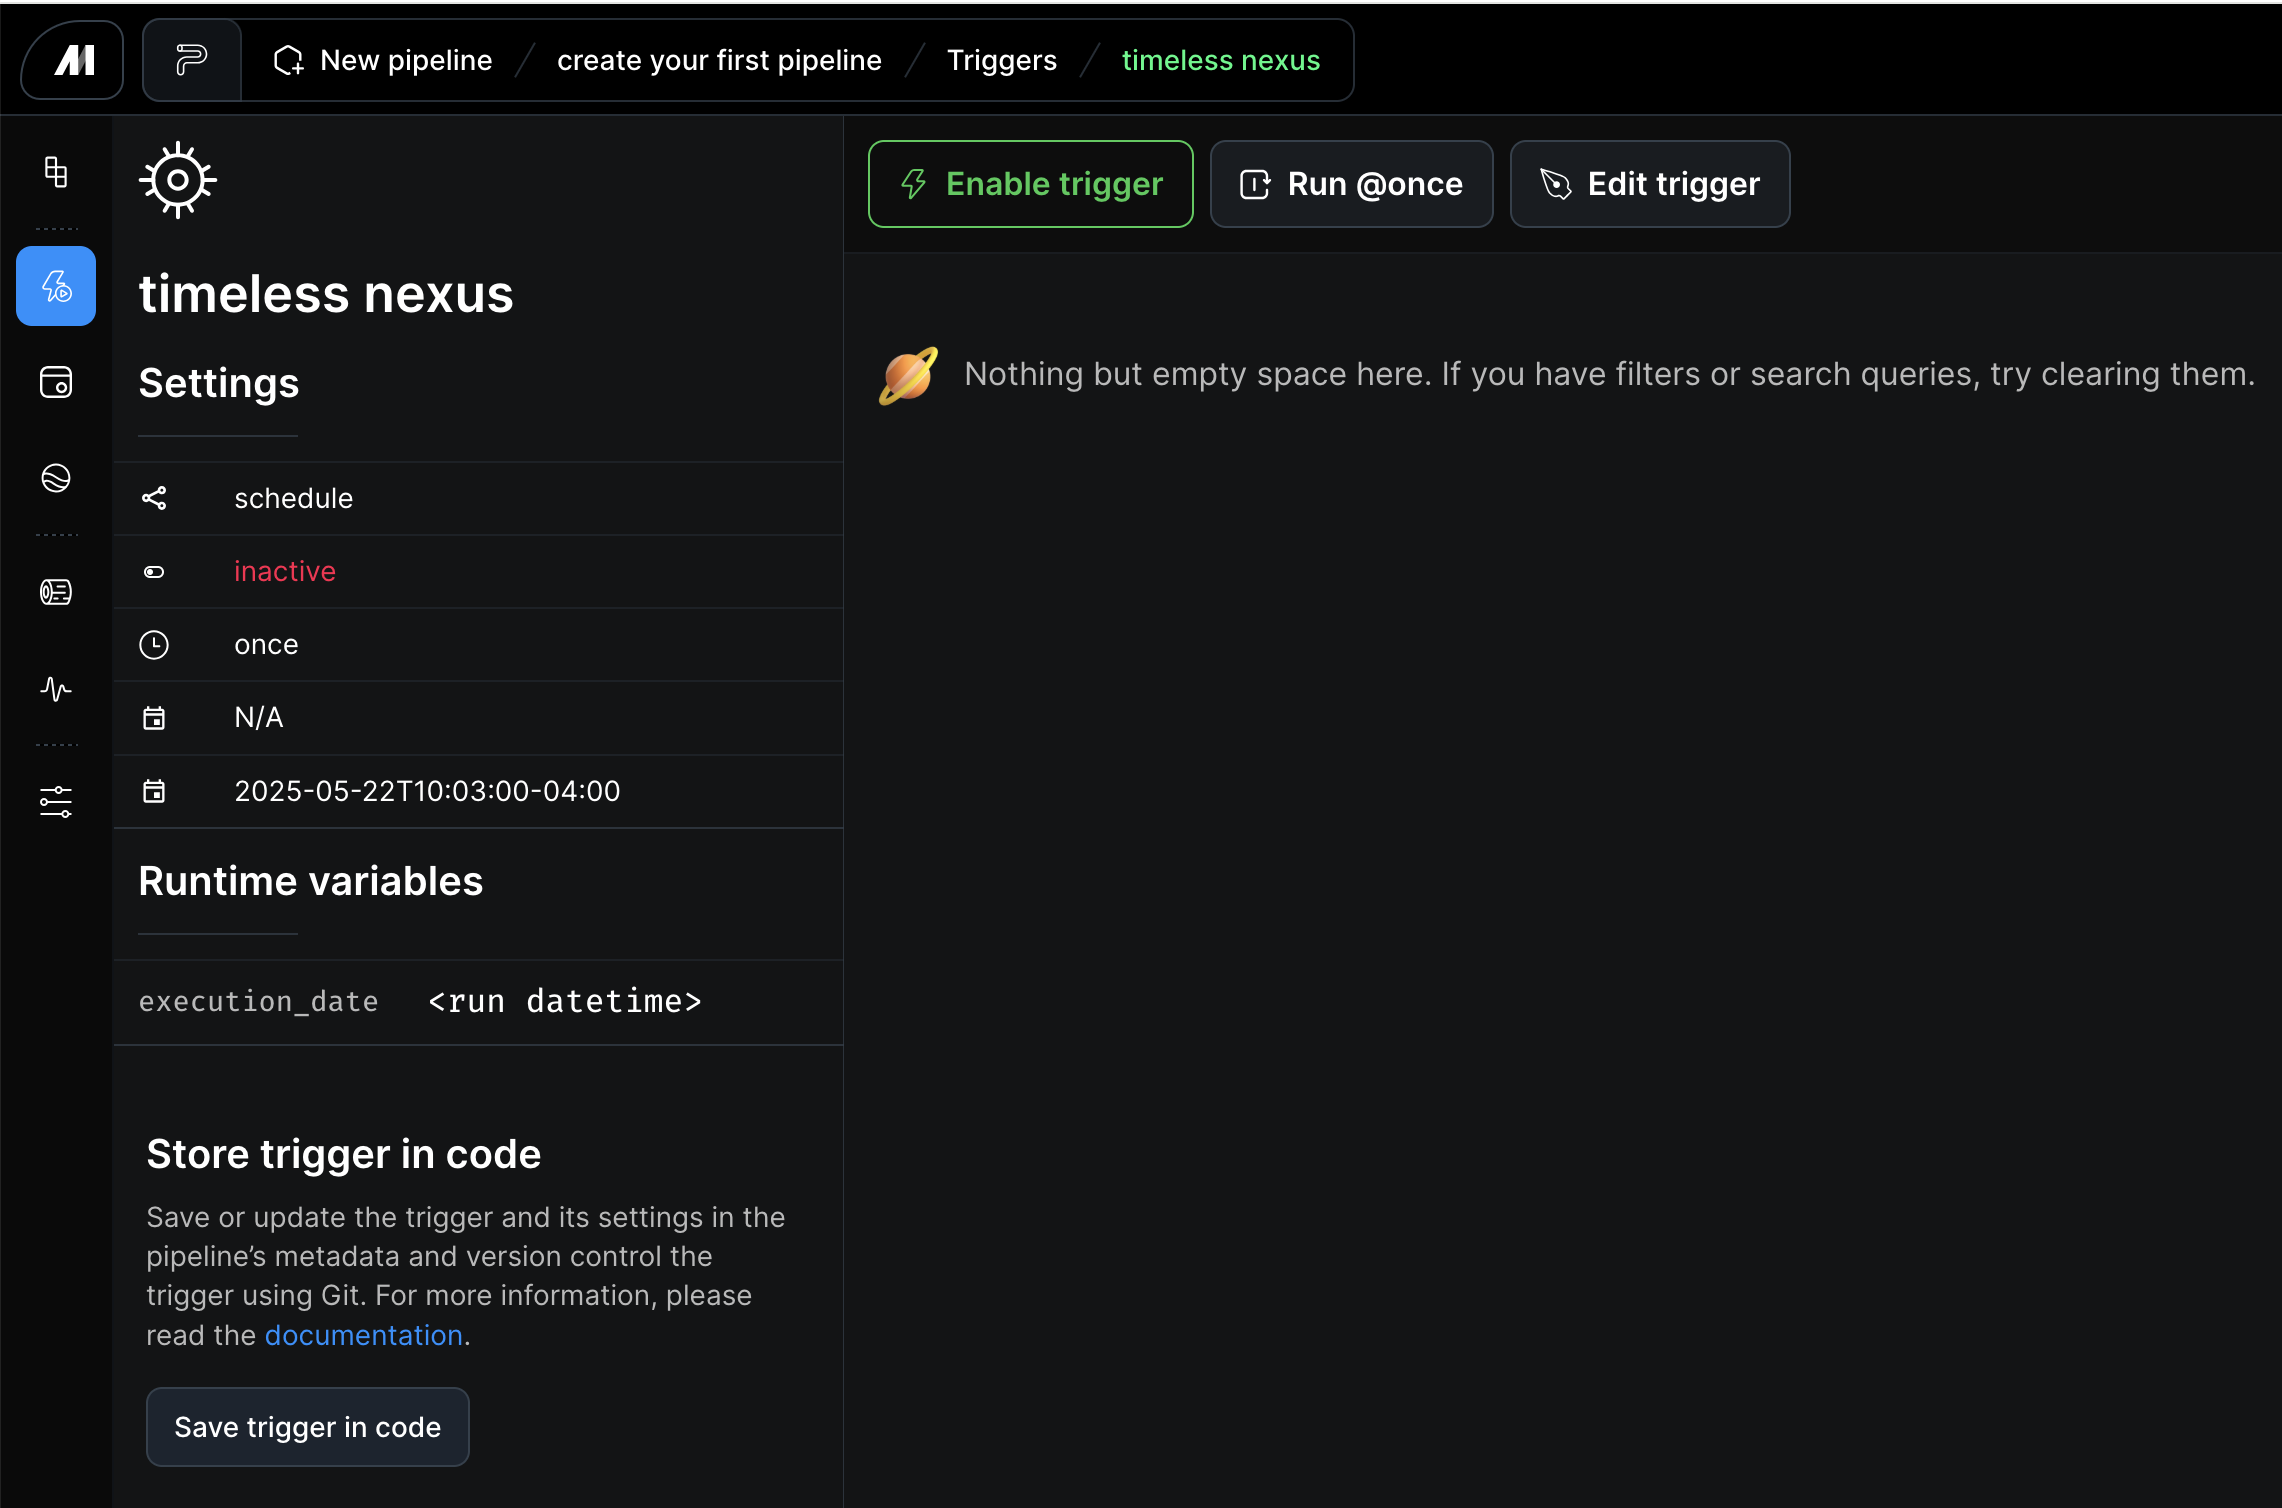 New pipeline / create your first pipeline / Triggers / timeless nexus
timeless nexus
Settings
schedule
inactive
once
N/A
2025-05-22T10:03:00-04:00
Runtime variables
execution_date <run datetime>
Store trigger in code
Save or update the trigger and its settings in the
pipeline’s metadata and version control the
trigger using Git. For more information, please
read the documentation.
Save trigger in code
Enable trigger
Run @once
Edit trigger
Nothing but empty space here. If you have filters or search queries, try clearing them.